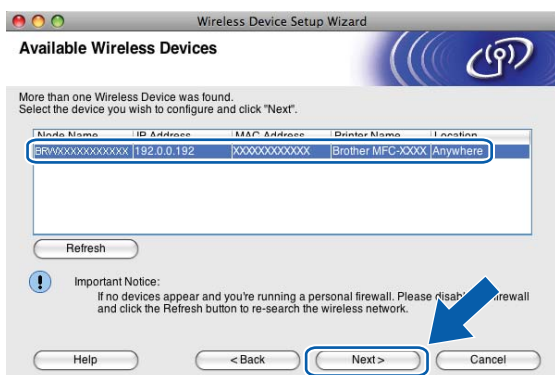 Wireless Device Setup Wizard
Available Wireless Devices
More than one Wireless Device was found.
Select the device you wish to configure and click "Next".
Node Name IP Address MAC Address Printer Name Location
BRWXXXXXXXXXXXX 192.0.0.192 XXXXXXXXXXXX Brother MFC-XXXX Anywhere
Refresh
Important Notice:
If no devices appear and you're running a personal firewall. Please firewall
and click the Refresh button to re-search the wireless network.
Help < Back Next > Cancel